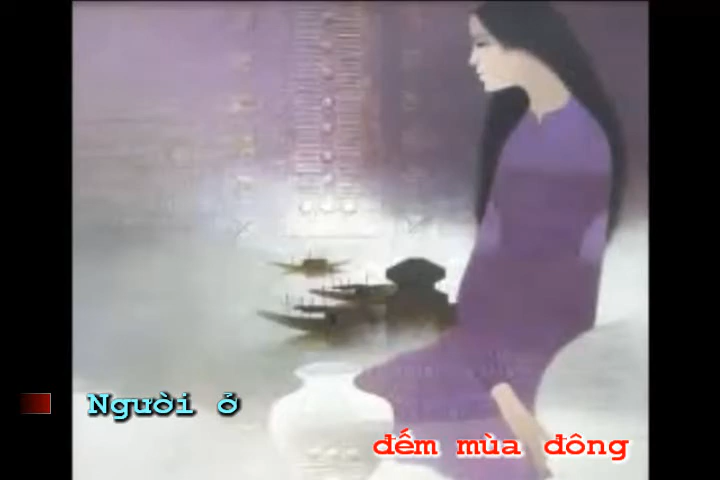 Người ở
đếm mùa đông